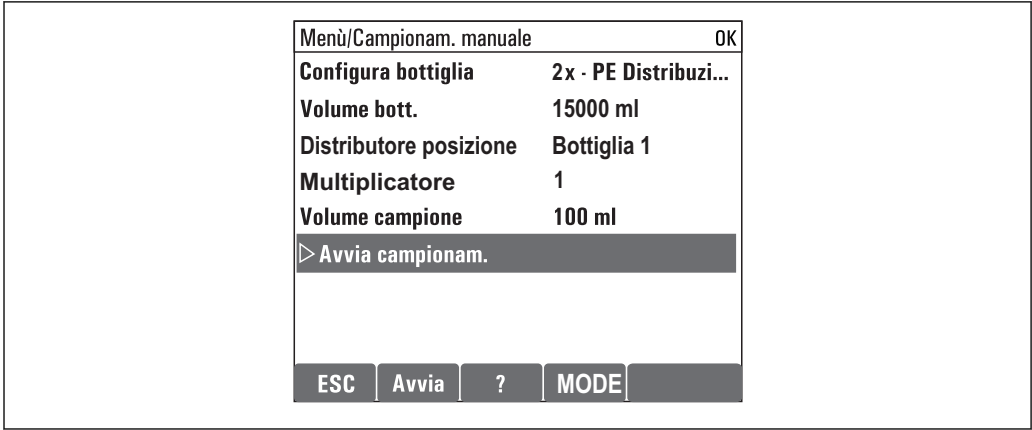 Menù/Campionam. manuale OK
Configura bottiglia 2x - PE Distribuzi...
Volume bott. 15000 ml
Distributore posizione Bottiglia 1
Multiplicatore 1
Volume campione 100 ml
▷ Avvia campionam.
ESC Avvia ? MODE